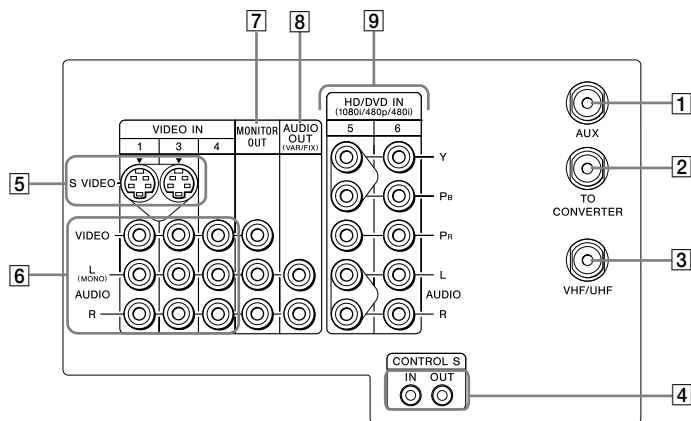 7 8 9
HD/DVD IN
(1080i/480p/480i)
5 6
VIDEO IN
1 3 4
MONITOR
OUT
AUDIO
OUT
(VAR/FIX)
AUX
1
Y
5
S VIDEO
PB
2
TO
CONVERTER
VIDEO
PR
6
L
(MONO)
AUDIO
R
L
AUDIO
R
3
VHF/UHF
CONTROL S
IN OUT
4